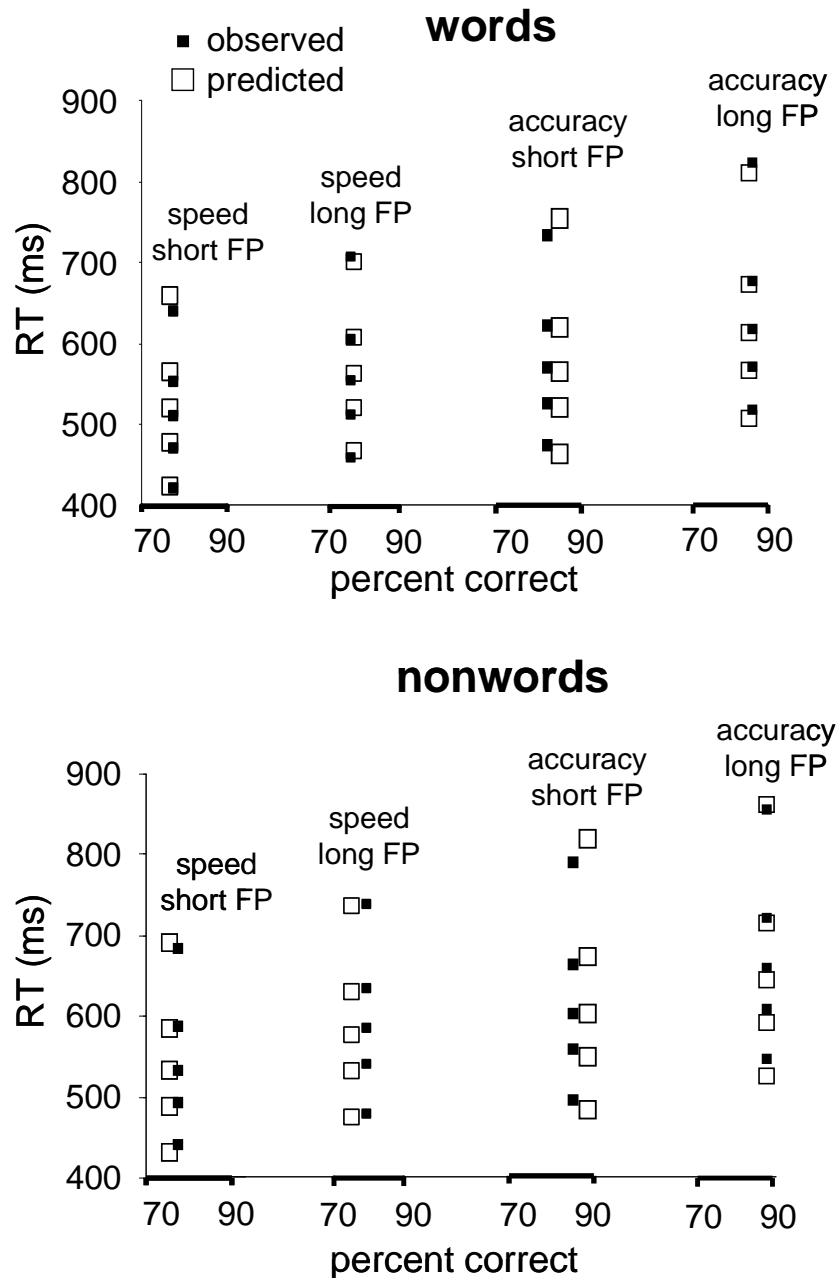 words
observed
predicted
900
800
700
600
500
400
RT (ms)
speed
short FP
speed
long FP
accuracy
short FP
accuracy
long FP
70 90 70 90 70 90 70 90
percent correct
nonwords
900
800
700
600
500
400
RT (ms)
speed
short FP
speed
long FP
accuracy
short FP
accuracy
long FP
70 90 70 90 70 90 70 90
percent correct